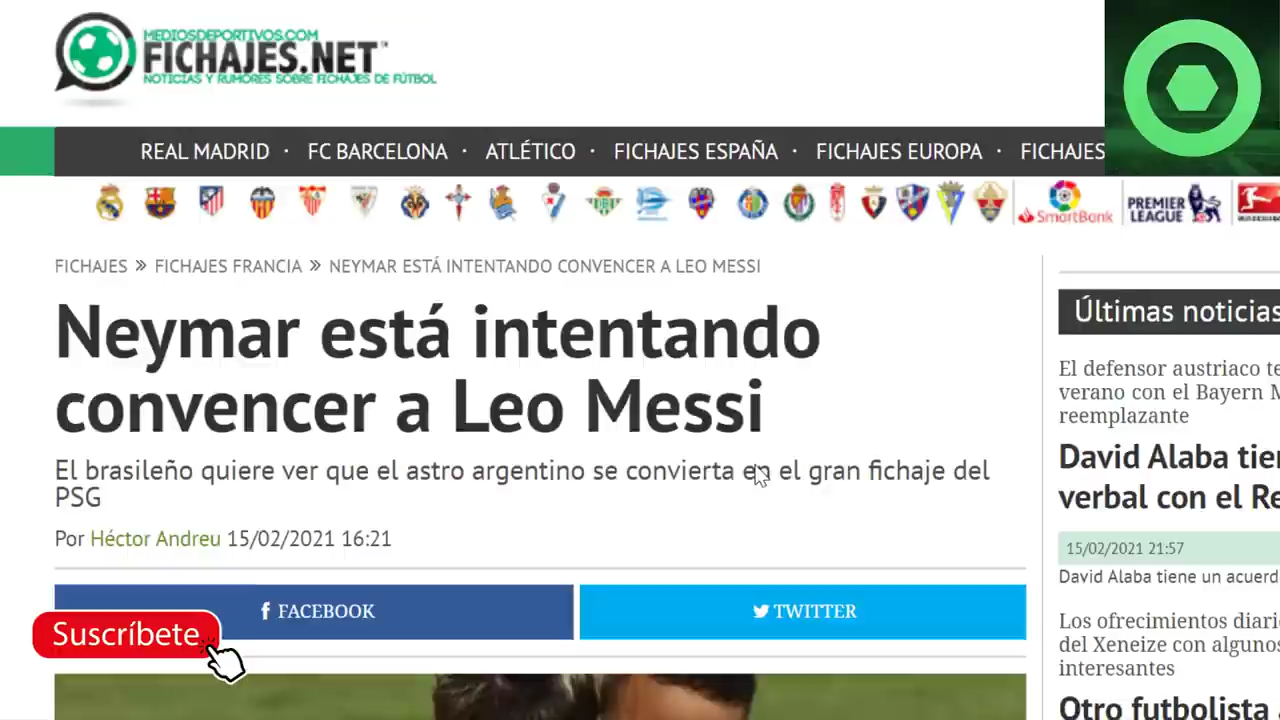 MEDIOSDEPORTIVOS.COM
FICHAJES.NET
NOTICIAS Y RUMORES SOBRE FICHAJES DE FÚTBOL
REAL MADRID · FC BARCELONA · ATLÉTICO · FICHAJES ESPAÑA · FICHAJES EUROPA · FICHAJES
SmartBank
PREMIER LEAGUE
FICHAJES » FICHAJES FRANCIA » NEYMAR ESTÁ INTENTANDO CONVENCER A LEO MESSI
Neymar está intentando
convencer a Leo Messi
El brasileño quiere ver que el astro argentino se convierta en el gran fichaje del
PSG
Por Héctor Andreu 15/02/2021 16:21
FACEBOOK
TWITTER
Suscríbete
Últimas noticias
El defensor austriaco te
verano con el Bayern M
reemplazante
David Alaba tie
verbal con el Re
15/02/2021 21:57
David Alaba tiene un acuerd
Los ofrecimientos diari
del Xeneize con algunos
interesantes
Otro futbolista